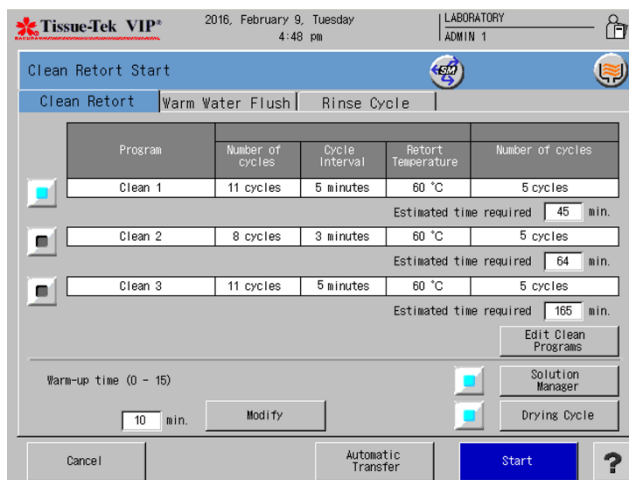 Tissue-Tek VIP®
SAKURA
2016, February 9, Tuesday
4:48 pm
LABORATORY
ADMIN 1
Clean Retort Start
SM
Clean Retort
Warm Water Flush
Rinse Cycle
Program
Number of cycles
Cycle Interval
Retort Temperature
Number of cycles
Clean 1 11 cycles 5 minutes 60 °C 5 cycles
Estimated time required 45 min.
Clean 2 8 cycles 3 minutes 60 °C 5 cycles
Estimated time required 64 min.
Clean 3 11 cycles 5 minutes 60 °C 5 cycles
Estimated time required 165 min.
Edit Clean
Programs
Warm-up time (0 - 15)
Solution
Manager
10 min.
Modify
Drying Cycle
Cancel
Automatic
Transfer
Start
?